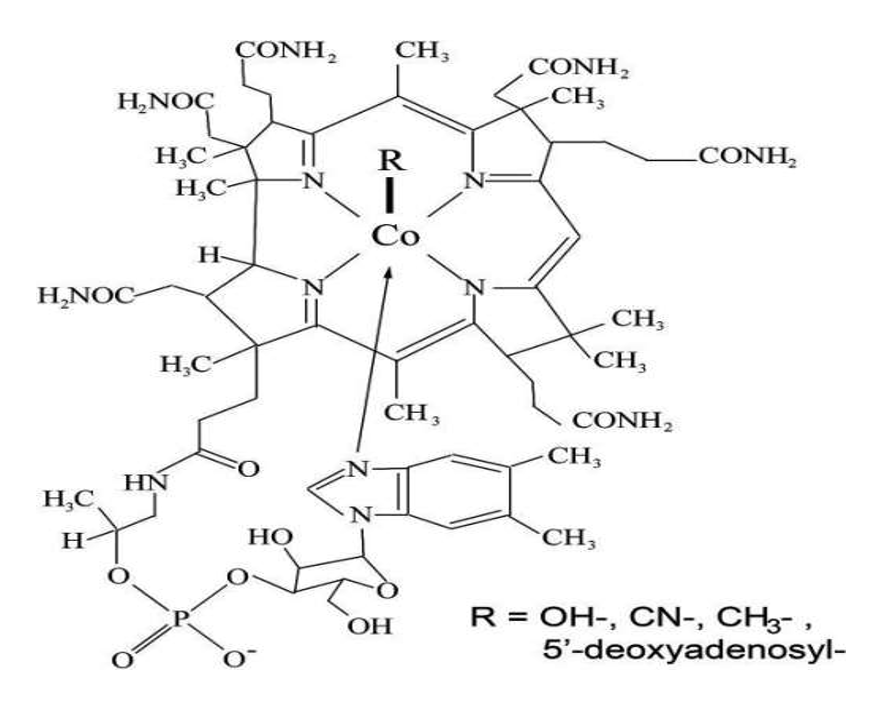 CONH2
CH3
CONH2
H2NOC
CH3
H3C
R
CONH2
H3C
N
N
Co
H
N
N
H2NOC
CH3
H3C
CH3
CH3
CONH2
O
N
CH3
HN
H3C
N
HO
CH3
H
O
O
O
P
OH
R = OH-, CN-, CH3- ,
O
O-
5’-deoxyadenosyl-